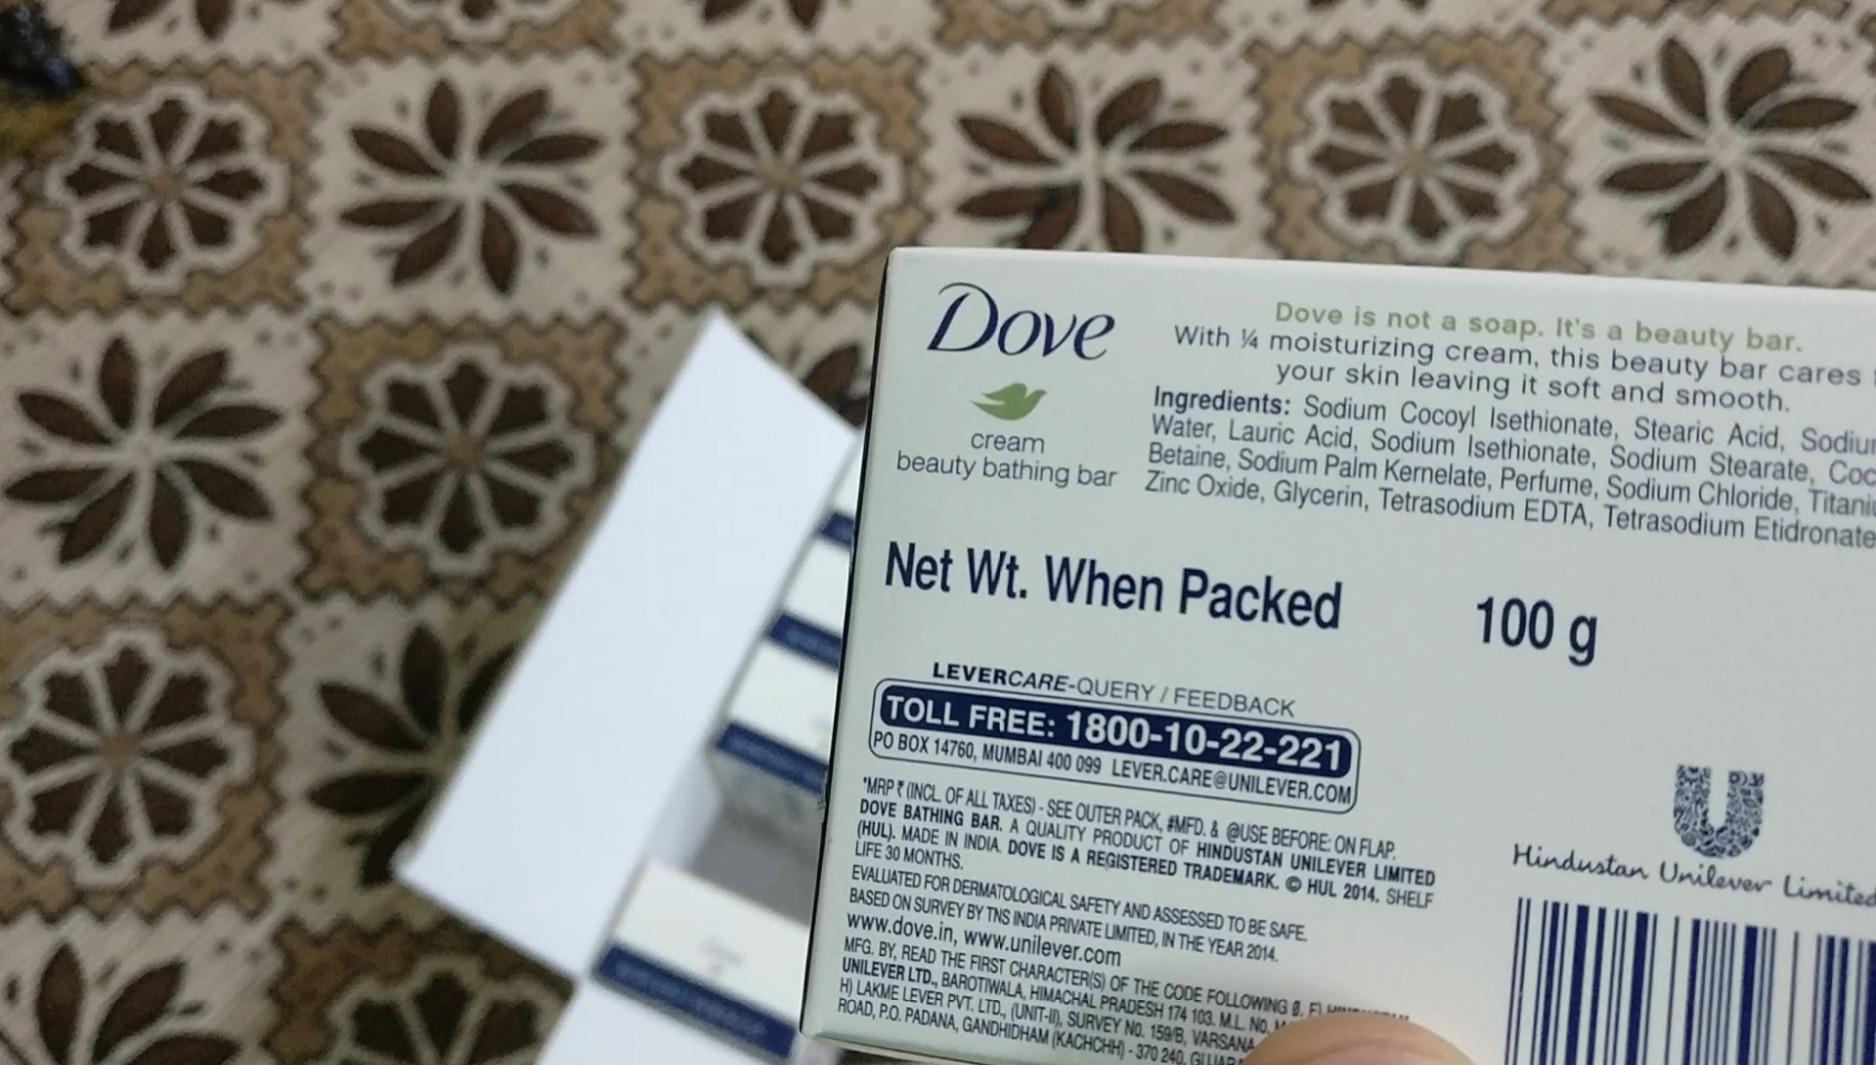 Dove
cream
beauty bathing bar
Dove is not a soap. It's a beauty bar.
With ¼ moisturizing cream, this beauty bar cares
your skin leaving it soft and smooth.
Ingredients: Sodium Cocoyl Isethionate, Stearic Acid,
Water, Lauric Acid, Sodium Isethionate, Sodium Stearate,
Betaine, Sodium Palm Kernelate, Perfume, Sodium Chloride,
Zinc Oxide, Glycerin, Tetrasodium EDTA, Tetrasodium Etidronate
Net Wt. When Packed 100 g
LEVERCARE-QUERY / FEEDBACK
TOLL FREE: 1800-10-22-221
PO BOX 14760, MUMBAI 400 099 LEVER.CARE@UNILEVER.COM
*MRP ₹ (INCL. OF ALL TAXES) - SEE OUTER PACK, #MFD. & @USE BEFORE: ON FLAP.
DOVE BATHING BAR. A QUALITY PRODUCT OF HINDUSTAN UNILEVER LIMITED
(HUL). MADE IN INDIA. DOVE IS A REGISTERED TRADEMARK. © HUL 2014. SHELF
LIFE 30 MONTHS.
EVALUATED FOR DERMATOLOGICAL SAFETY AND ASSESSED TO BE SAFE.
BASED ON SURVEY BY TNS INDIA PRIVATE LIMITED, IN THE YEAR 2014.
www.dove.in, www.unilever.com
MFG. BY, READ THE FIRST CHARACTER(S) OF THE CODE FOLLOWING
UNILEVER LTD., BAROTIWALA, HIMACHAL PRADESH 174 103. M.L. NO.
H) LAKME LEVER PVT. LTD., (UNIT-II), SURVEY NO. 159/B, VARSANA
ROAD, P.O. PADANA, GANDHIDHAM (KACHCHH) - 370 240.
Hindustan Unilever Limited